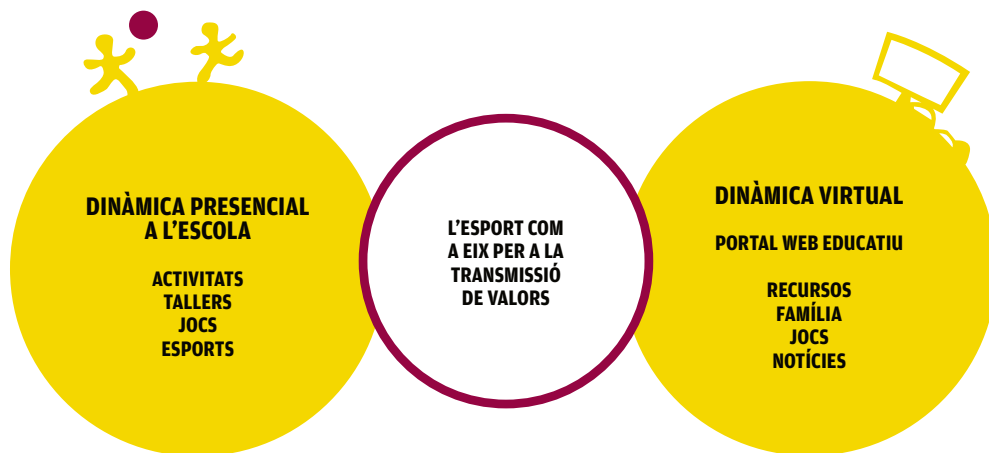 DINÀMICA PRESENCIAL
A L'ESCOLA
ACTIVITATS
TALLERS
JOCS
ESPORTS
L'ESPORT COM
A EIX PER A LA
TRANSMISSIÓ
DE VALORS
DINÀMICA VIRTUAL
PORTAL WEB EDUCATIU
RECURSOS
FAMÍLIA
JOCS
NOTÍCIES